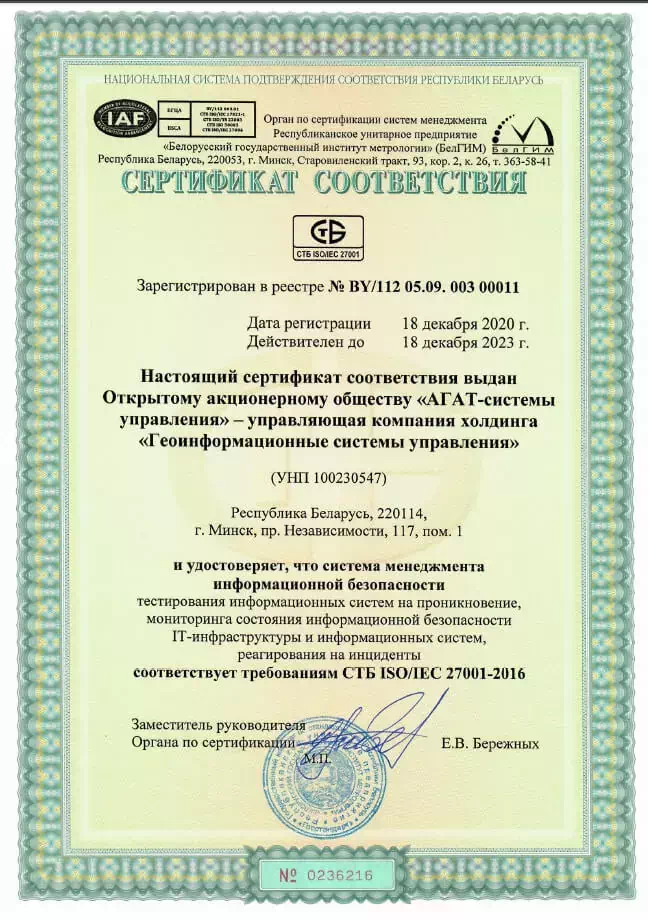 НАЦИОНАЛЬНАЯ СИСТЕМА ПОДТВЕРЖДЕНИЯ СООТВЕТСТВИЯ РЕСПУБЛИКИ БЕЛАРУСЬ
IAF
БГЦА
BSCA
Орган по сертификации систем менеджмента
Республиканское унитарное предприятие
«Белорусский государственный институт метрологии» (БелГИМ)
БелГИМ
Республика Беларусь, 220053, г. Минск, Старовиленский тракт, 93, кор. 2, к. 26, т. 363-58-41
СЕРТИФИКАТ СООТВЕТСТВИЯ
СТБ
СТБ ISO/IEC 27001
Зарегистрирован в реестре № BY/112 05.09. 003 00011
Дата регистрации 18 декабря 2020 г.
Действителен до 18 декабря 2023 г.
Настоящий сертификат соответствия выдан
Открытому акционерному обществу «АГАТ-системы
управления» – управляющая компания холдинга
«Геоинформационные системы управления»
(УНП 100230547)
Республика Беларусь, 220114,
г. Минск, пр. Независимости, 117, пом. 1
и удостоверяет, что система менеджмента
информационной безопасности
тестирования информационных систем на проникновение,
мониторинга состояния информационной безопасности
IT-инфраструктуры и информационных систем,
реагирования на инциденты
соответствует требованиям СТБ ISO/IEC 27001-2016
Заместитель руководителя
Органа по сертификации
Е.В. Бережных
М.П.
№ 0236216